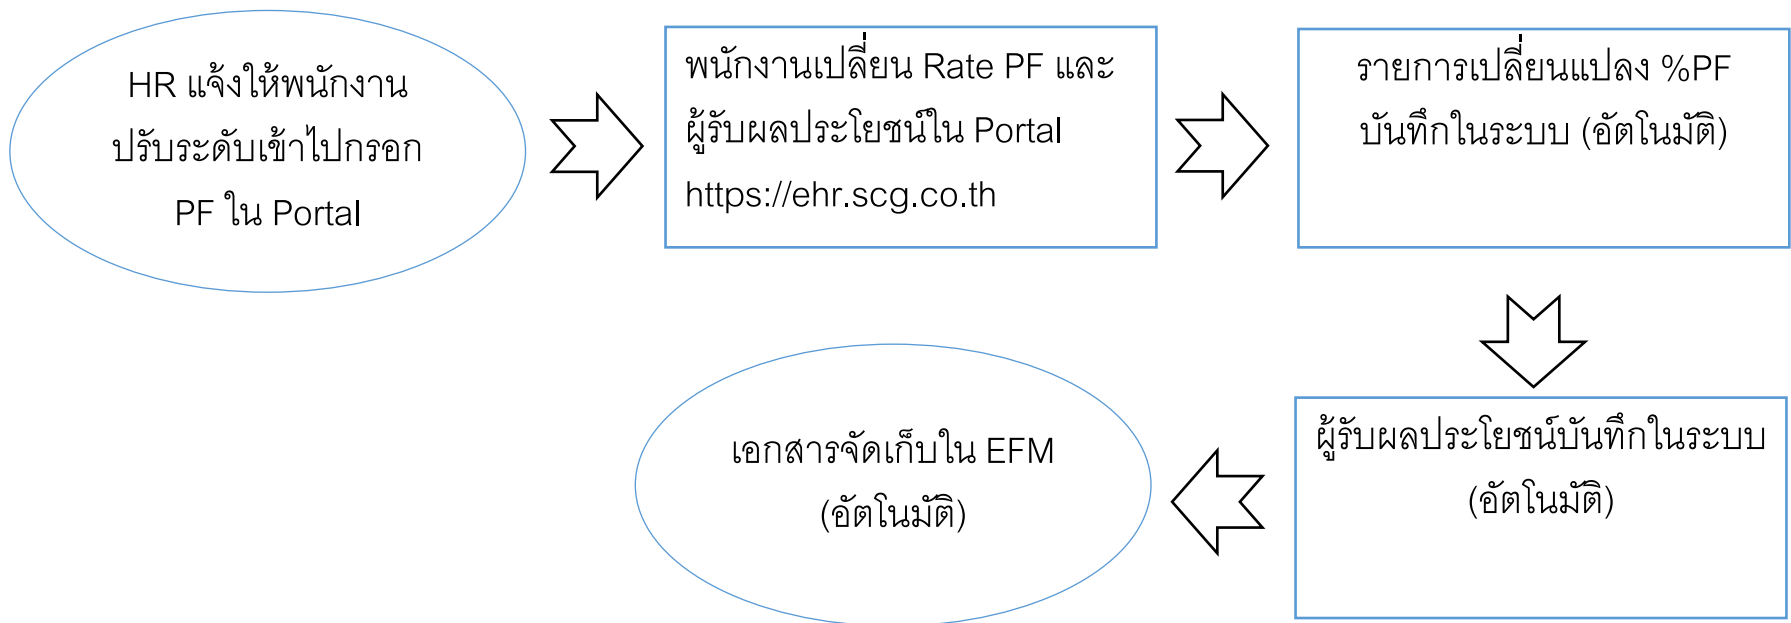 HR แจ้งให้พนักงาน
ปรับระดับเข้าไปกรอก
PF ใน Portal
พนักงานเปลี่ยน Rate PF และ
ผู้รับผลประโยชน์ใน Portal
https://ehr.scg.co.th
รายการเปลี่ยนแปลง %PF
บันทึกในระบบ (อัตโนมัติ)
ผู้รับผลประโยชน์บันทึกในระบบ
(อัตโนมัติ)
เอกสารจัดเก็บใน EFM
(อัตโนมัติ)